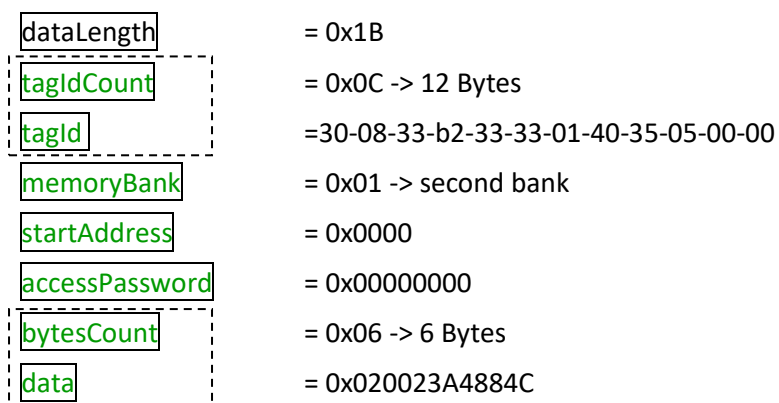 dataLength = 0x1B
tagIdCount = 0x0C -> 12 Bytes
tagId =30-08-33-b2-33-33-01-40-35-05-00-00
memoryBank = 0x01 -> second bank
startAddress = 0x0000
accessPassword = 0x00000000
bytesCount = 0x06 -> 6 Bytes
data = 0x020023A4884C